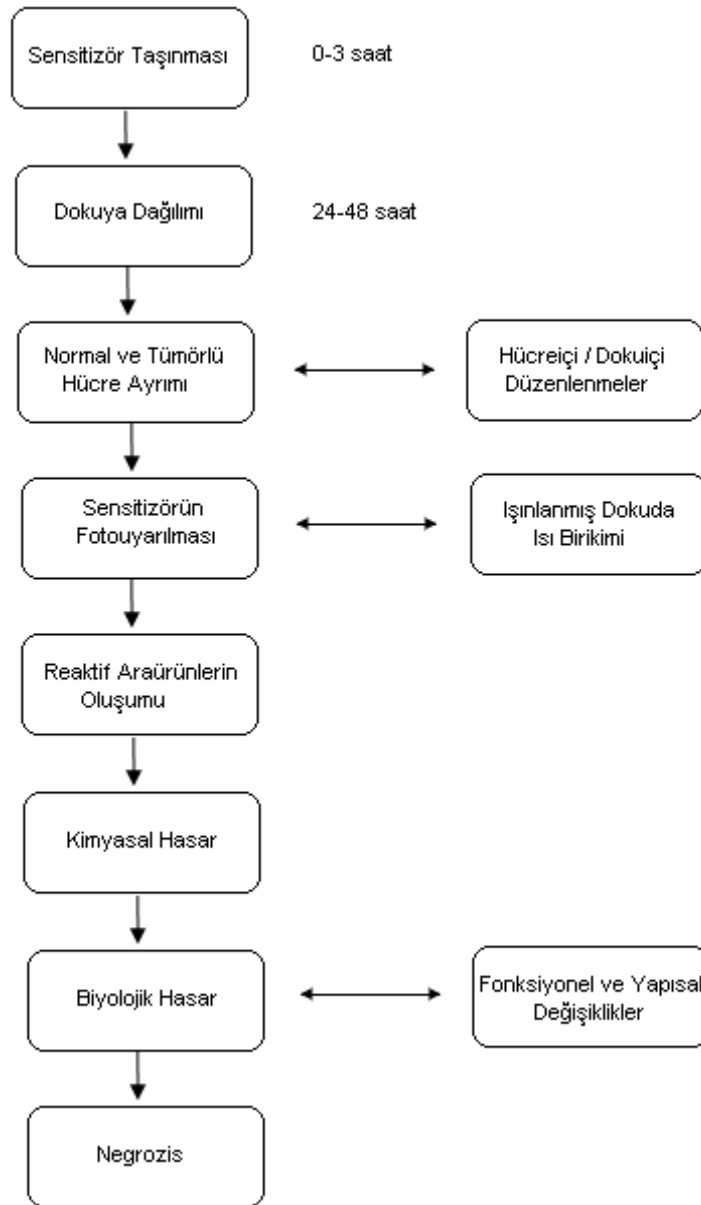 Sensitizör Taşınması
0-3 saat
Dokuya Dağılımı
24-48 saat
Normal ve Tümörlü
Hücre Ayrımı
Hücreiçi / Dokuiçi
Düzenlenmeler
Sensitizörün
Fotouyarılması
Işınlanmış Dokuda
Isı Birikimi
Reaktif Araürünlerin
Oluşumu
Kimyasal Hasar
Biyolojik Hasar
Fonksiyonel ve Yapısal
Değişiklikler
Negrozis